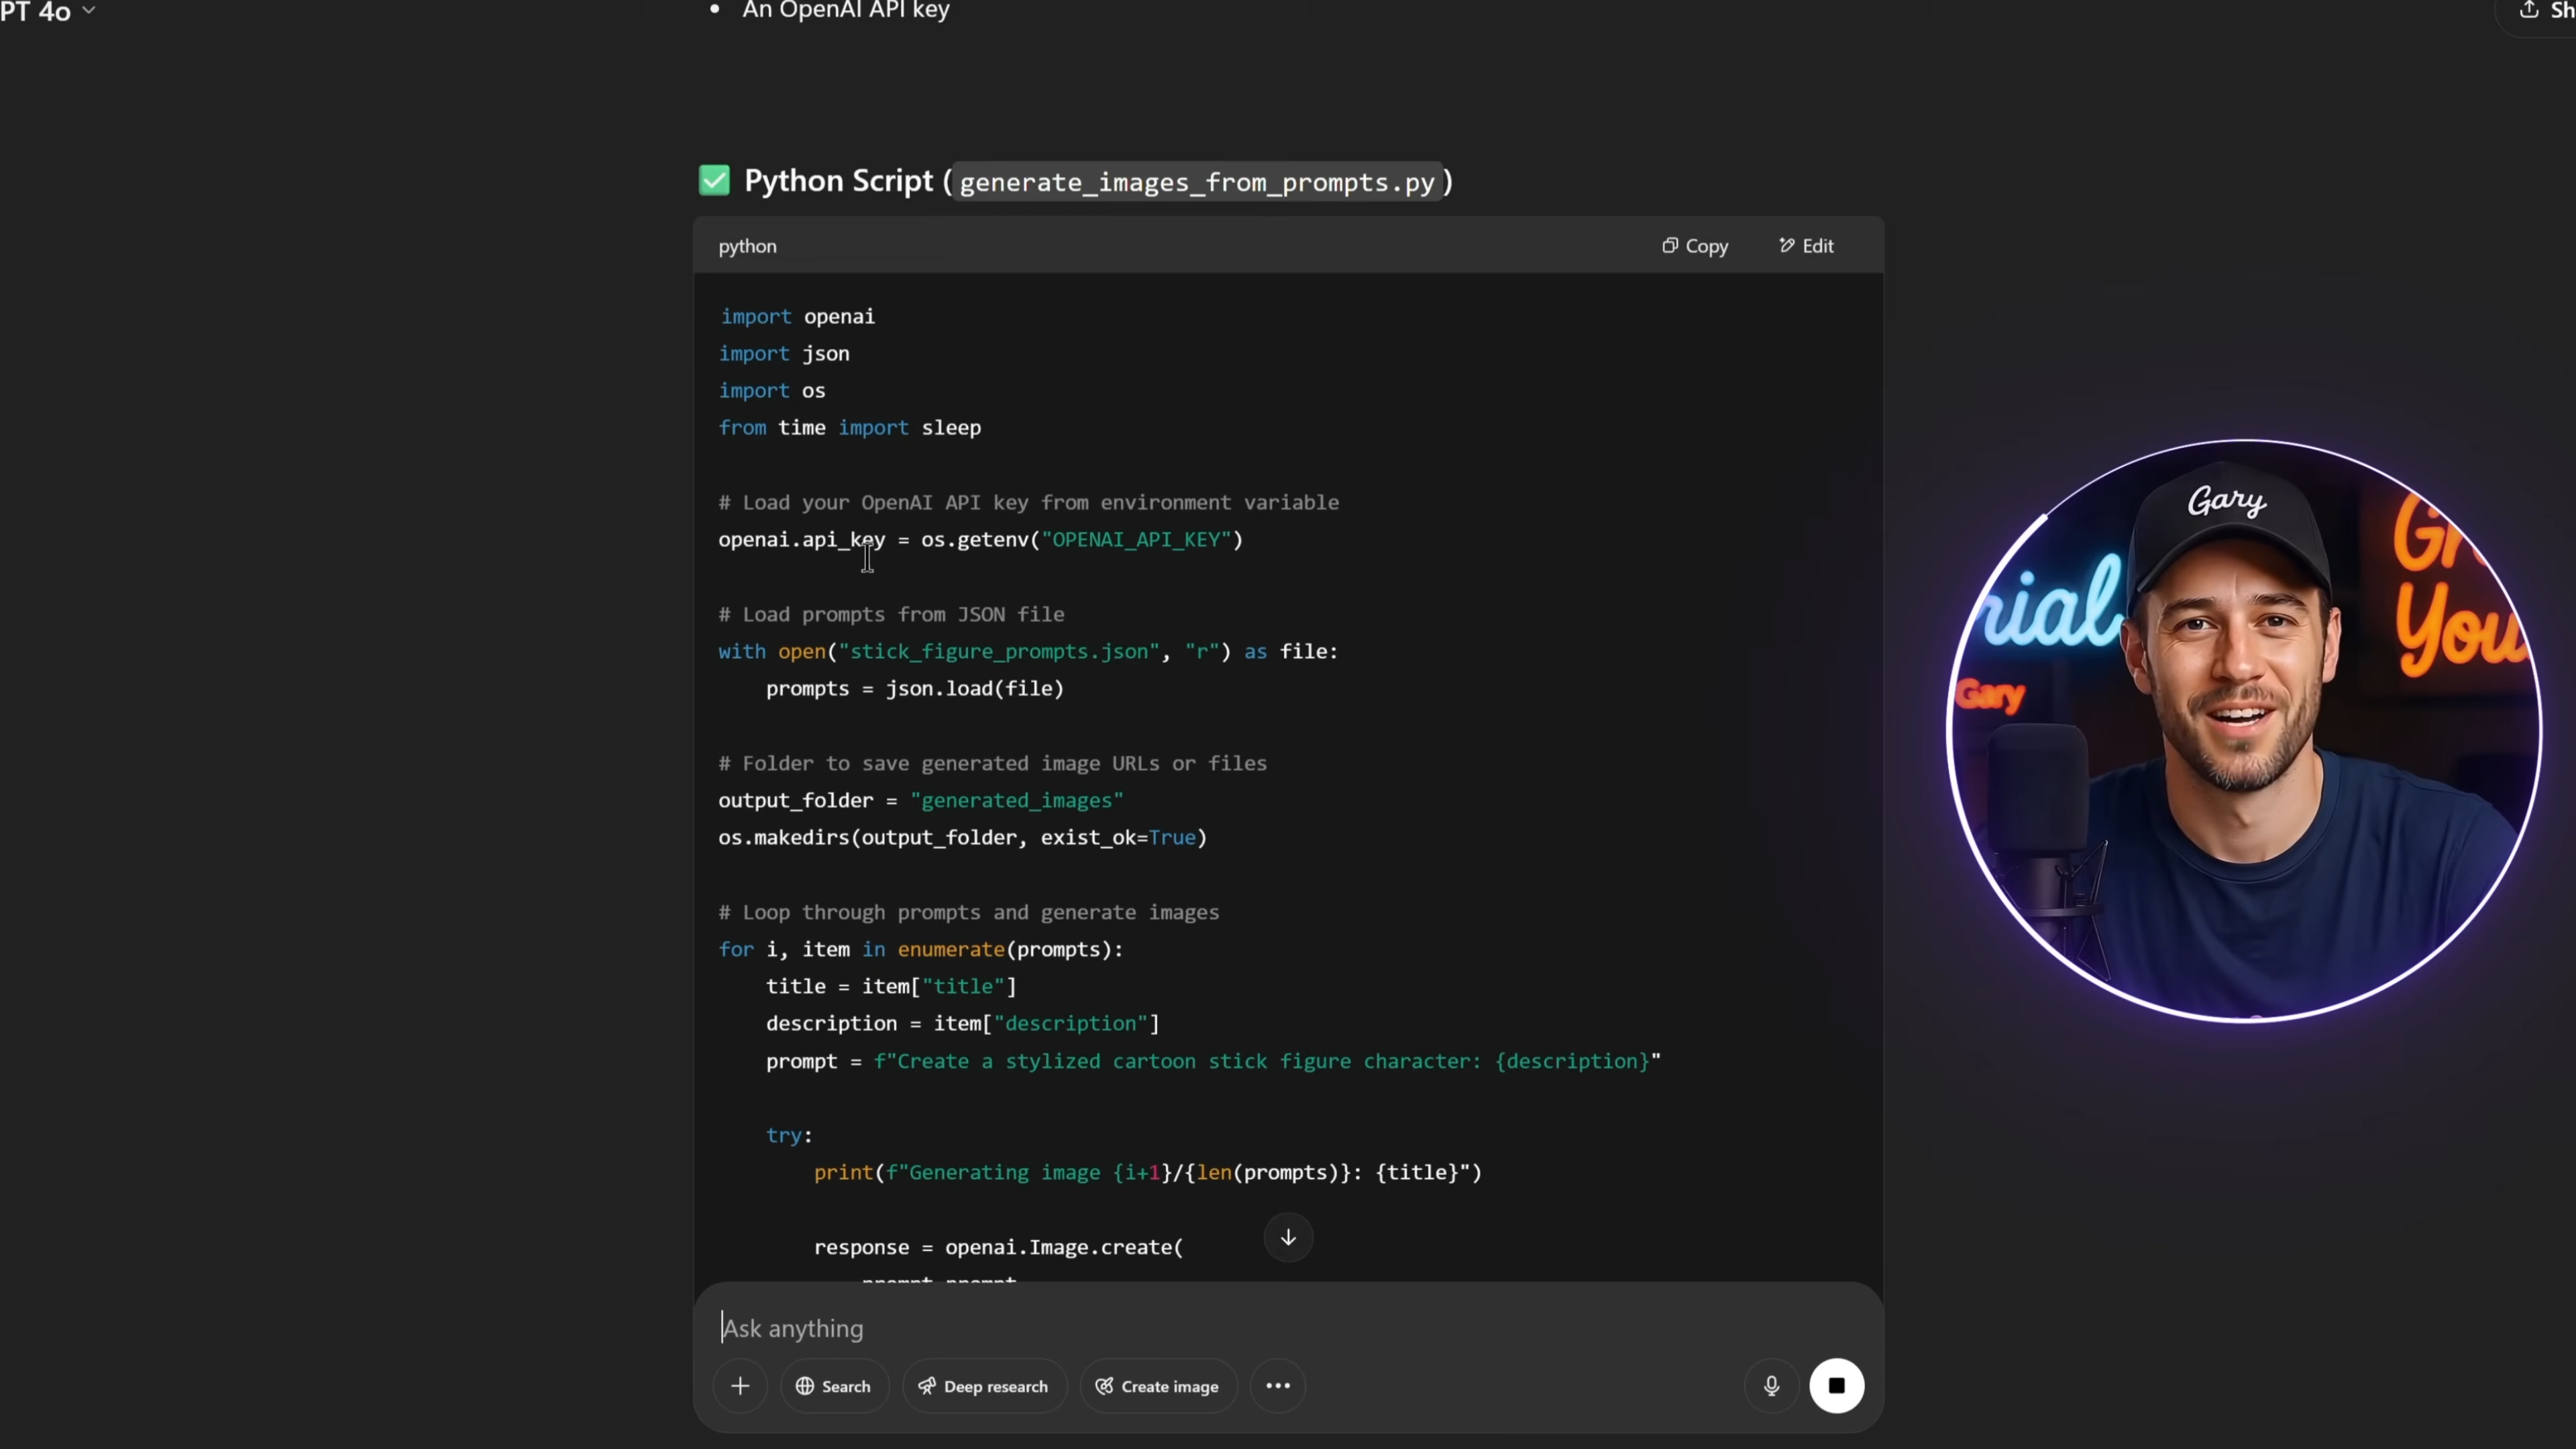 PT 4o
• An OpenAI API key
Sh
✅ Python Script (generate_images_from_prompts.py)
python
Copy
Edit
import openai
import json
import os
from time import sleep
# Load your OpenAI API key from environment variable
openai.api_key = os.getenv("OPENAI_API_KEY")
# Load prompts from JSON file
with open("stick_figure_prompts.json", "r") as file:
    prompts = json.load(file)
# Folder to save generated image URLs or files
output_folder = "generated_images"
os.makedirs(output_folder, exist_ok=True)
# Loop through prompts and generate images
for i, item in enumerate(prompts):
    title = item["title"]
    description = item["description"]
    prompt = f"Create a stylized cartoon stick figure character: {description}"
    try:
        print(f"Generating image {i+1}/{len(prompts)}: {title}")
        response = openai.Image.create(
            prompt=prompt
Ask anything
Search
Deep research
Create image
Gary
rial
Gr
You
Gary